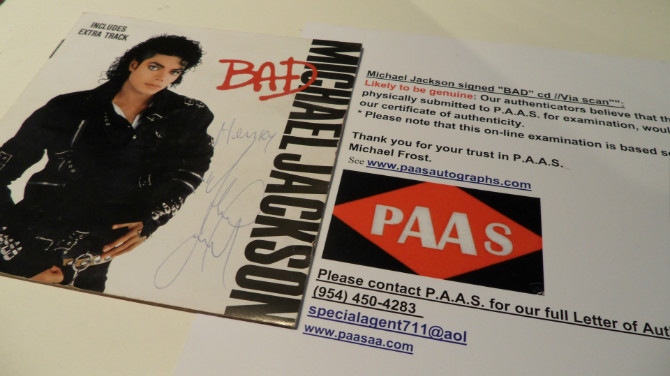 INCLUDES
EXTRA TRACK
BAD
MICHAEL JACKSON
Henry
Michael Jackson signed "BAD" cd //Via scan"":
Likely to be genuine: Our authenticators believe that th
physically submitted to P.A.A.S. for examination, wou
our certificate of authenticity.
* Please note that this on-line examination is based s
Thank you for your trust in P.A.A.S.
Michael Frost.
See www.paasautographs.com
PAAS
Please contact P.A.A.S. for our full Letter of Aut
(954) 450-4283
specialagent711@aol
www.paasaa.com